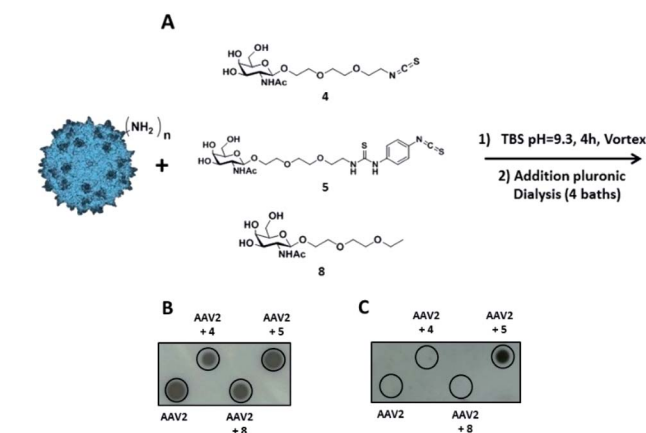 A
OH
HO
O
O
O
O
N=C=S
HO
NHAc
4
(NH2)n
+
HO
OH
O
O
O
O
S
N=C=S
HO
NHAc
N
H
N
H
5
1) TBS pH=9.3, 4h, Vortex
2) Addition pluronic
Dialysis (4 baths)
OH
HO
O
O
O
O
HO
NHAc
8
B
AAV2
+ 4
AAV2
+ 5
AAV2
AAV2
+ 8
C
AAV2
+ 4
AAV2
+ 5
AAV2
AAV2
+ 8